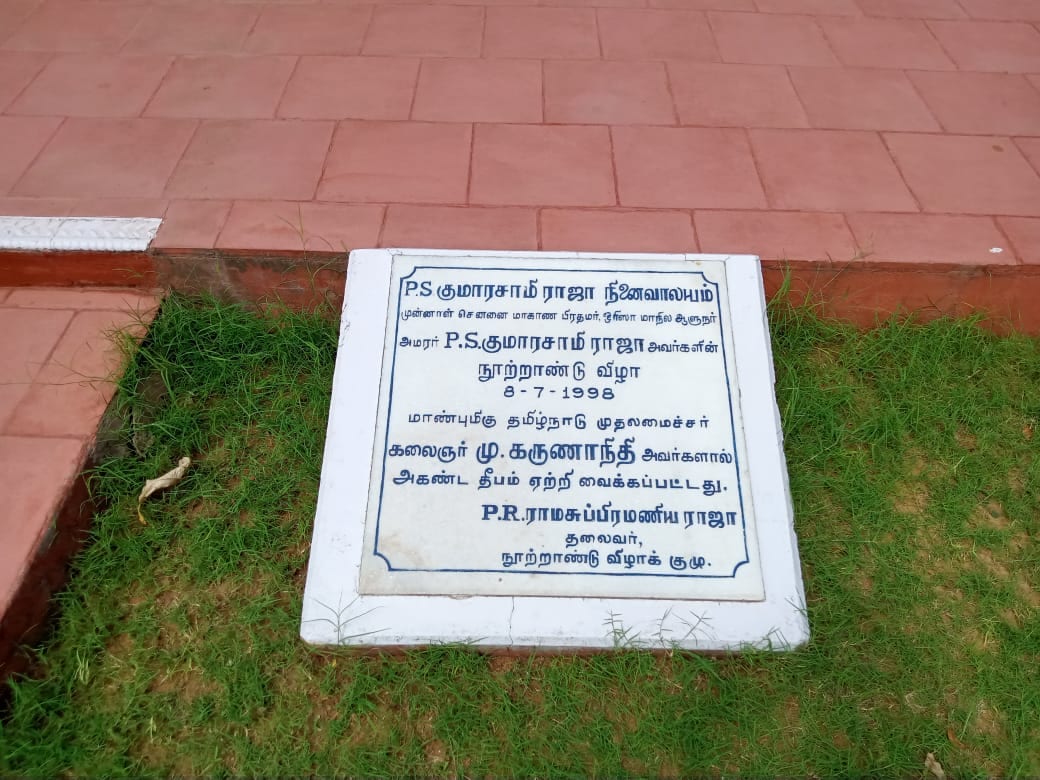 P.S குமாரசாமி ராஜா நினைவாலயம்
முன்னாள் சென்னை மாகாண பிரதமர், ஒரிஸா மாநில ஆளுநர்
அமரர் P.S.குமாரசாமி ராஜா அவர்களின்
நூற்றாண்டு விழா
8-7-1998
மாண்புமிகு தமிழ்நாடு முதலமைச்சர்
கலைஞர் மு.கருணாநிதி அவர்களால்
அகண்ட தீபம் ஏற்றி வைக்கப்பட்டது.
P.R.ராமசுப்பிரமணிய ராஜா
தலைவர்,
நூற்றாண்டு விழாக் குழு.